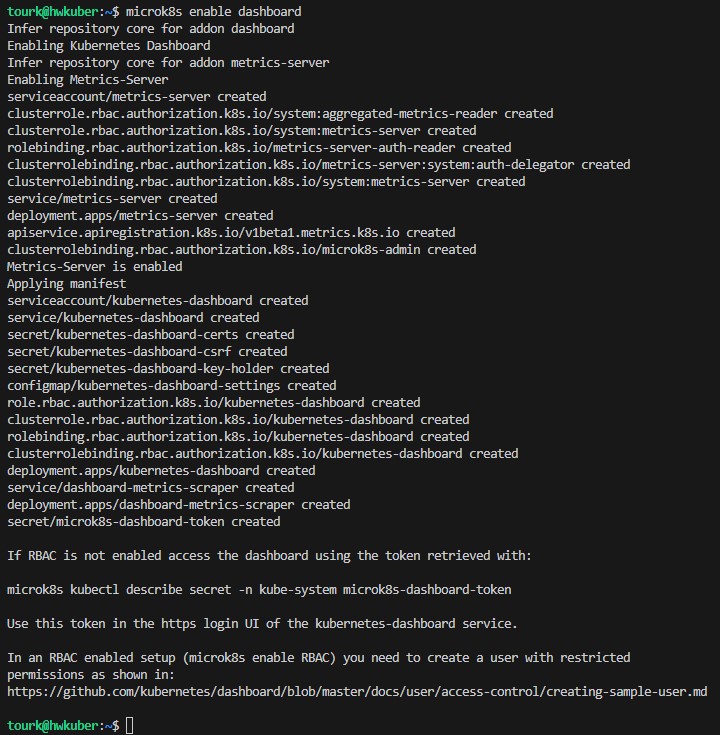 tourk@hwkuber:~$ microk8s enable dashboard
Infer repository core for addon dashboard
Enabling Kubernetes Dashboard
Infer repository core for addon metrics-server
Enabling Metrics-Server
serviceaccount/metrics-server created
clusterrole.rbac.authorization.k8s.io/system:aggregated-metrics-reader created
clusterrole.rbac.authorization.k8s.io/system:metrics-server created
rolebinding.rbac.authorization.k8s.io/metrics-server-auth-reader created
clusterrolebinding.rbac.authorization.k8s.io/metrics-server:system:auth-delegator created
clusterrolebinding.rbac.authorization.k8s.io/system:metrics-server created
service/metrics-server created
deployment.apps/metrics-server created
apiservice.apiregistration.k8s.io/v1beta1.metrics.k8s.io created
clusterrolebinding.rbac.authorization.k8s.io/microk8s-admin created
Metrics-Server is enabled
Applying manifest
serviceaccount/kubernetes-dashboard created
service/kubernetes-dashboard created
secret/kubernetes-dashboard-certs created
secret/kubernetes-dashboard-csrf created
secret/kubernetes-dashboard-key-holder created
configmap/kubernetes-dashboard-settings created
role.rbac.authorization.k8s.io/kubernetes-dashboard created
clusterrole.rbac.authorization.k8s.io/kubernetes-dashboard created
rolebinding.rbac.authorization.k8s.io/kubernetes-dashboard created
clusterrolebinding.rbac.authorization.k8s.io/kubernetes-dashboard created
deployment.apps/kubernetes-dashboard created
service/dashboard-metrics-scraper created
deployment.apps/dashboard-metrics-scraper created
secret/microk8s-dashboard-token created
If RBAC is not enabled access the dashboard using the token retrieved with:
microk8s kubectl describe secret -n kube-system microk8s-dashboard-token
Use this token in the https login UI of the kubernetes-dashboard service.
In an RBAC enabled setup (microk8s enable RBAC) you need to create a user with restricted
permissions as shown in:
https://github.com/kubernetes/dashboard/blob/master/docs/user/access-control/creating-sample-user.md
tourk@hwkuber:~$